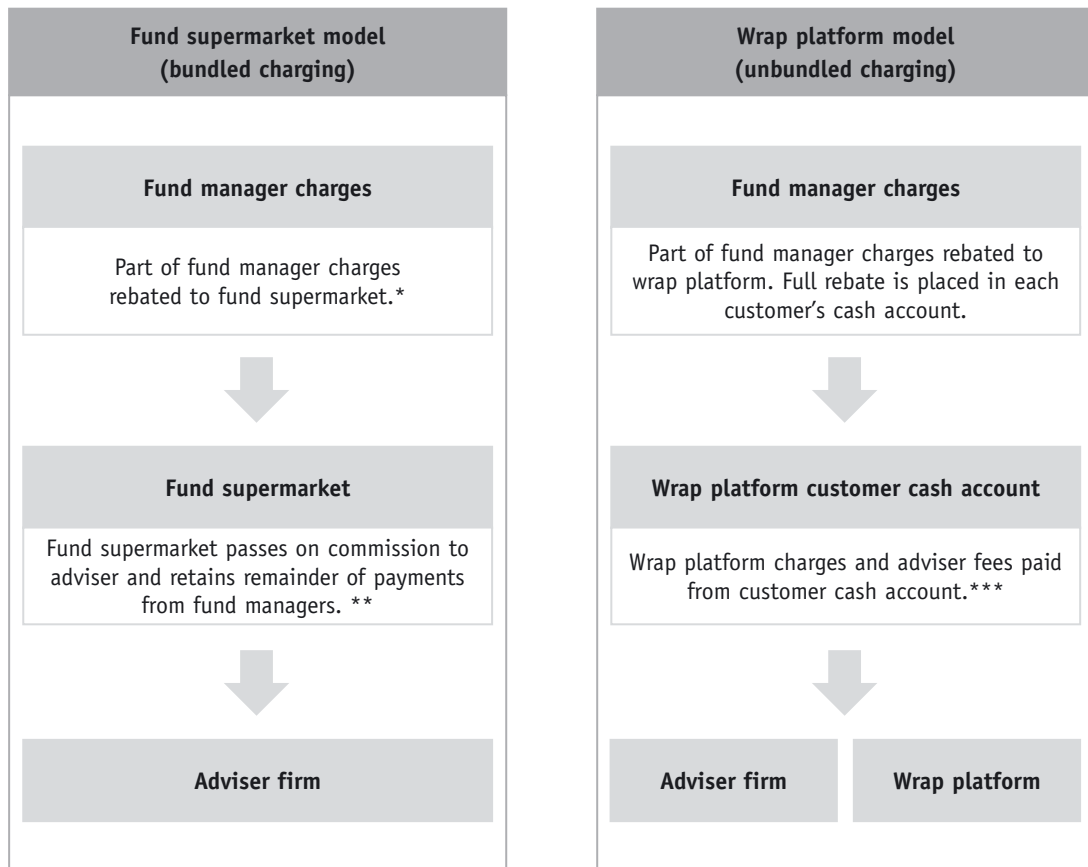 Fund supermarket model
(bundled charging)
Fund manager charges
Part of fund manager charges
rebated to fund supermarket.*
Fund supermarket
Fund supermarket passes on commission to
adviser and retains remainder of payments
from fund managers. **
Adviser firm
Wrap platform model
(unbundled charging)
Fund manager charges
Part of fund manager charges rebated to
wrap platform. Full rebate is placed in each
customer's cash account.
Wrap platform customer cash account
Wrap platform charges and adviser fees paid
from customer cash account.***
Adviser firm
Wrap platform